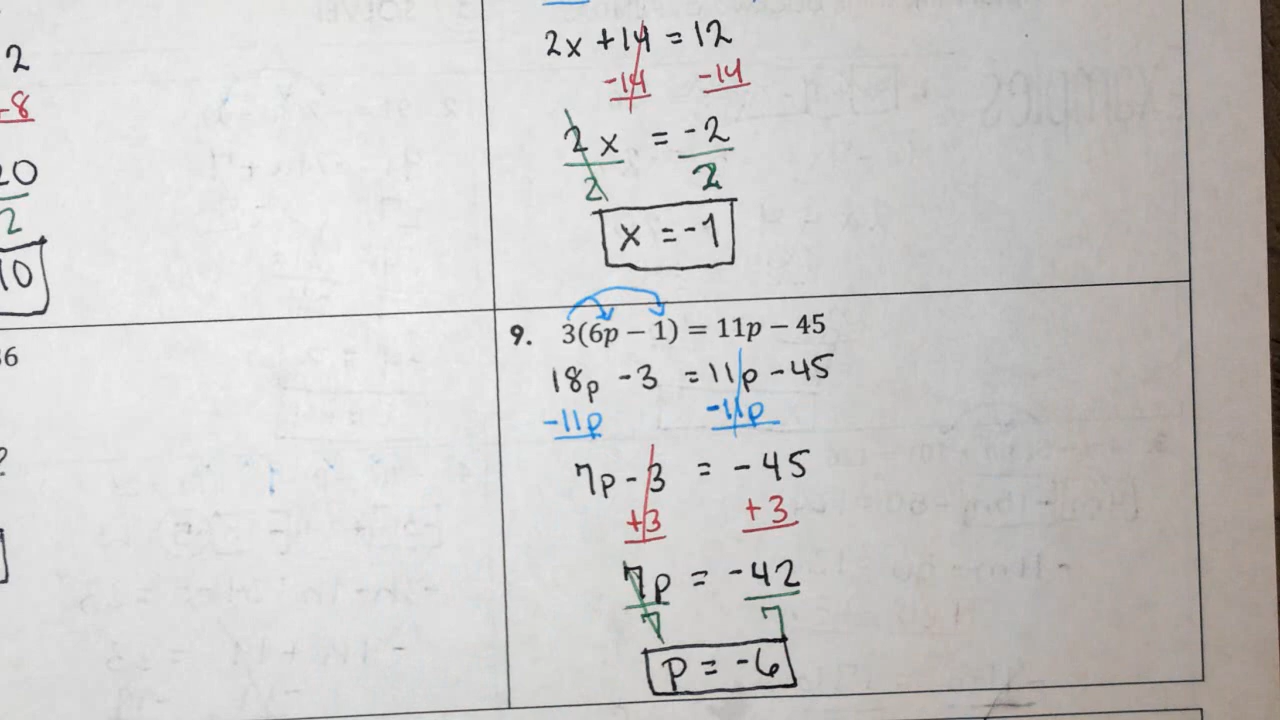 2
-8
20
2
10
36
2x + 14 = 12
-14 -14
2x = -2
2 2
x = -1
9. 3(6p − 1) = 11p − 45
18p - 3 = 11p - 45
-11p -11p
7p - 3 = -45
+3 +3
7p = -42
7 7
p = -6